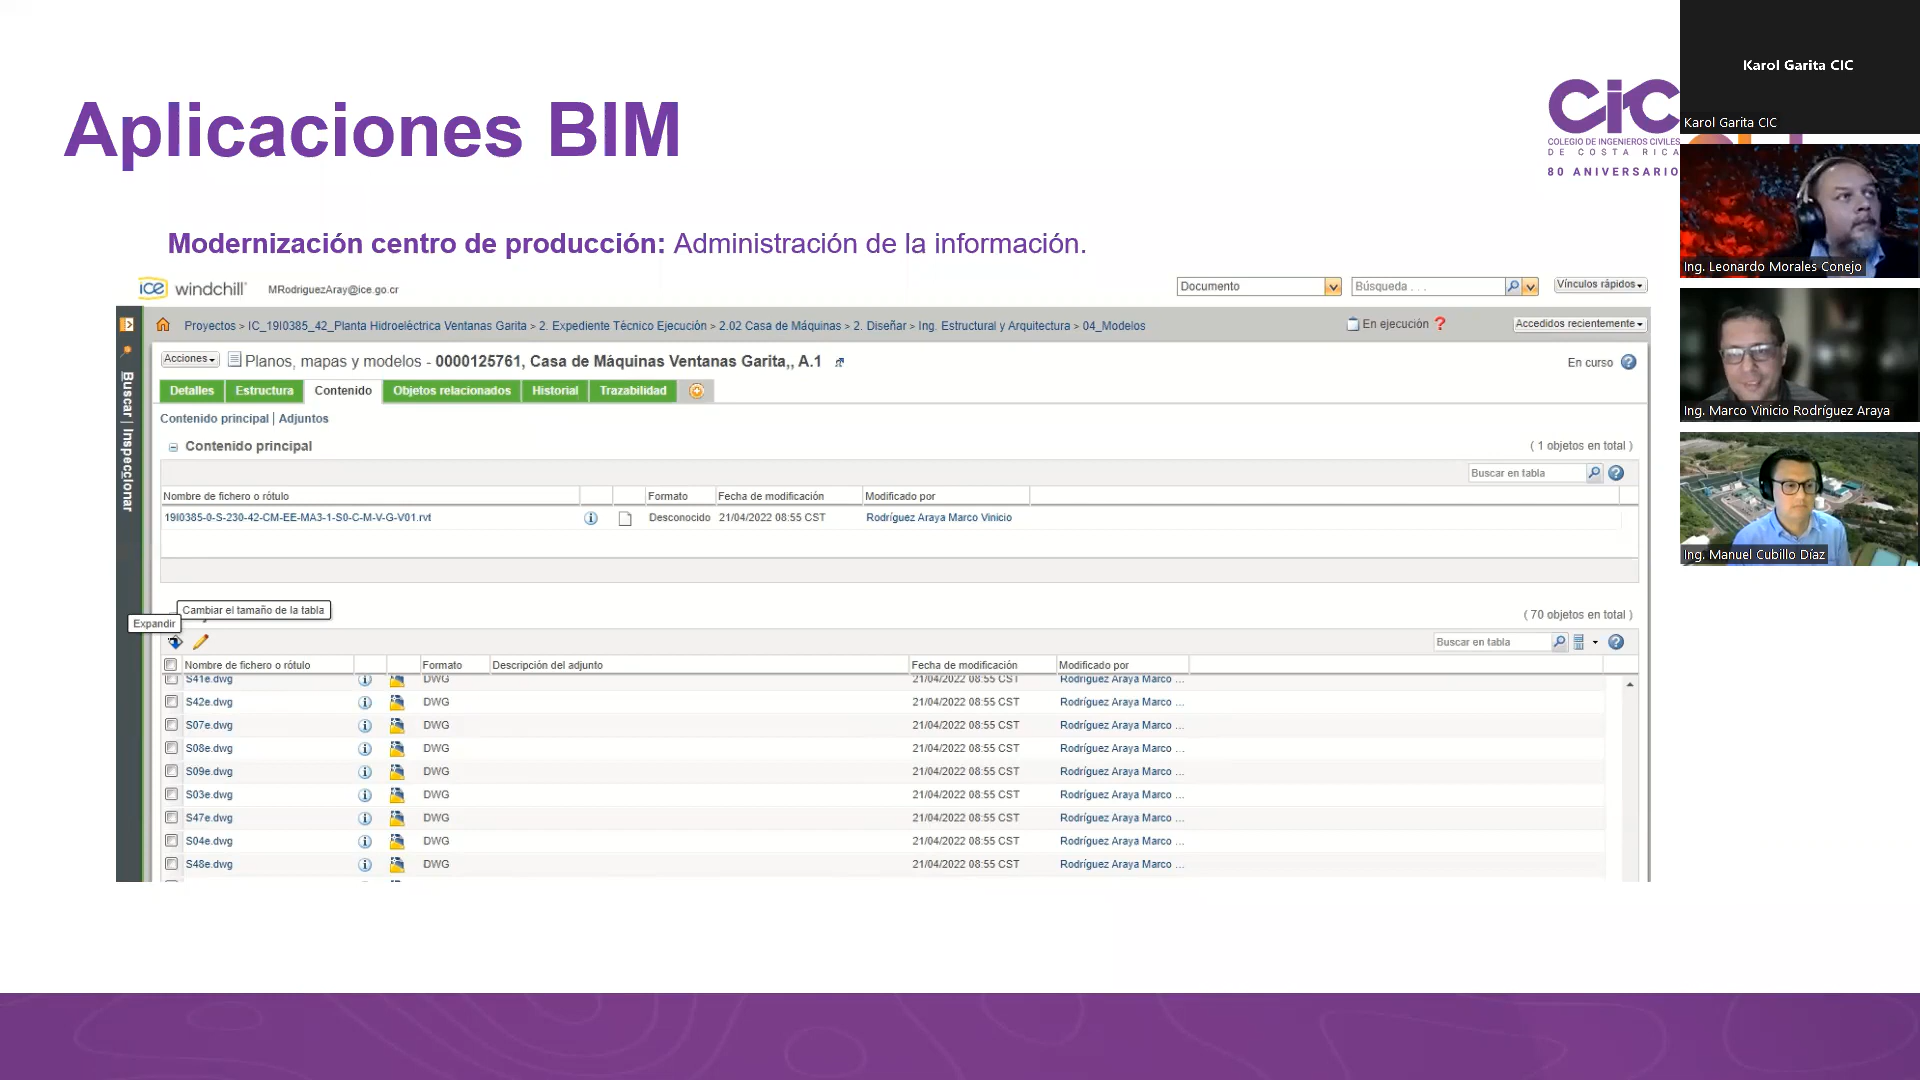 Aplicaciones BIM
CIC
COLEGIO DE INGENIEROS CIVILES
DE COSTA RICA
80 ANIVERSARIO
Karol Garita CIC
Karol Garita CIC
Ing. Leonardo Morales Conejo
Ing. Marco Vinicio Rodríguez Araya
Ing. Manuel Cubillo Díaz
Modernización centro de producción: Administración de la información.
ice windchill MRodriguezAray@ice.go.cr
Documento
Búsqueda . . .
Vínculos rápidos
Proyectos > IC_19I0385_42_Planta Hidroeléctrica Ventanas Garita > 2. Expediente Técnico Ejecución > 2.02 Casa de Máquinas > 2. Diseñar > Ing. Estructural y Arquitectura > 04_Modelos
En ejecución ?
Accedidos recientemente
Buscar | Inspeccionar
Acciones
Planos, mapas y modelos - 0000125761, Casa de Máquinas Ventanas Garita,, A.1
En curso
Detalles Estructura Contenido Objetos relacionados Historial Trazabilidad
Contenido principal | Adjuntos
Contenido principal
( 1 objetos en total )
Buscar en tabla
Nombre de fichero o rótulo Formato Fecha de modificación Modificado por
19I0385-0-S-230-42-CM-EE-MA3-1-S0-C-M-V-G-V01.rvt Desconocido 21/04/2022 08:55 CST Rodríguez Araya Marco Vinicio
Cambiar el tamaño de la tabla
Expandir
( 70 objetos en total )
Buscar en tabla
Nombre de fichero o rótulo Formato Descripción del adjunto Fecha de modificación Modificado por
S41e.dwg DWG 21/04/2022 08:55 CST Rodríguez Araya Marco ...
S42e.dwg DWG 21/04/2022 08:55 CST Rodríguez Araya Marco ...
S07e.dwg DWG 21/04/2022 08:55 CST Rodríguez Araya Marco ...
S08e.dwg DWG 21/04/2022 08:55 CST Rodríguez Araya Marco ...
S09e.dwg DWG 21/04/2022 08:55 CST Rodríguez Araya Marco ...
S03e.dwg DWG 21/04/2022 08:55 CST Rodríguez Araya Marco ...
S47e.dwg DWG 21/04/2022 08:55 CST Rodríguez Araya Marco ...
S04e.dwg DWG 21/04/2022 08:55 CST Rodríguez Araya Marco ...
S48e.dwg DWG 21/04/2022 08:55 CST Rodríguez Araya Marco ...